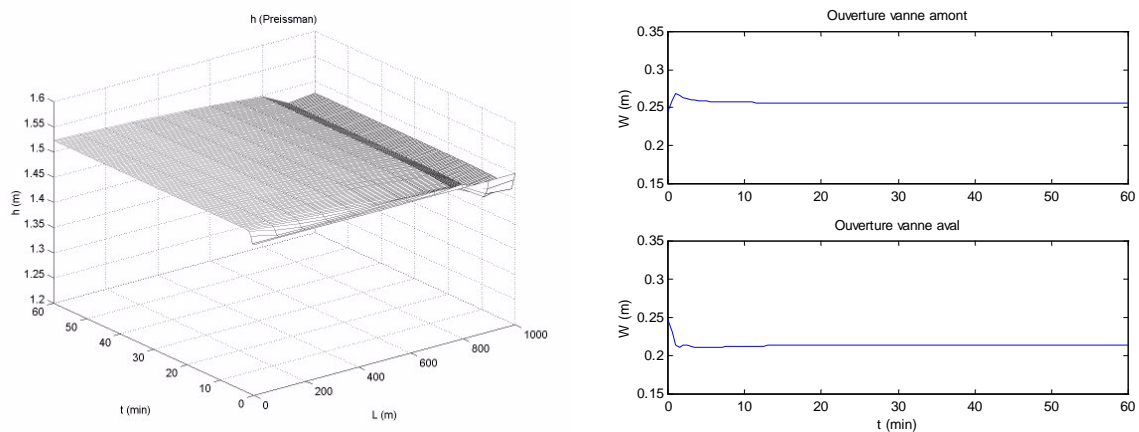 h (Preissman)
1.6
1.55
1.5
1.45
1.4
1.35
1.3
1.25
1.2
h (m)
60
50
40
30
20
10
0
t (min)
0
200
400
600
800
1000
L (m)
Ouverture vanne amont
0.35
0.3
0.25
0.2
0.15
W (m)
0 10 20 30 40 50 60
Ouverture vanne aval
0.35
0.3
0.25
0.2
0.15
W (m)
0 10 20 30 40 50 60
t (min)